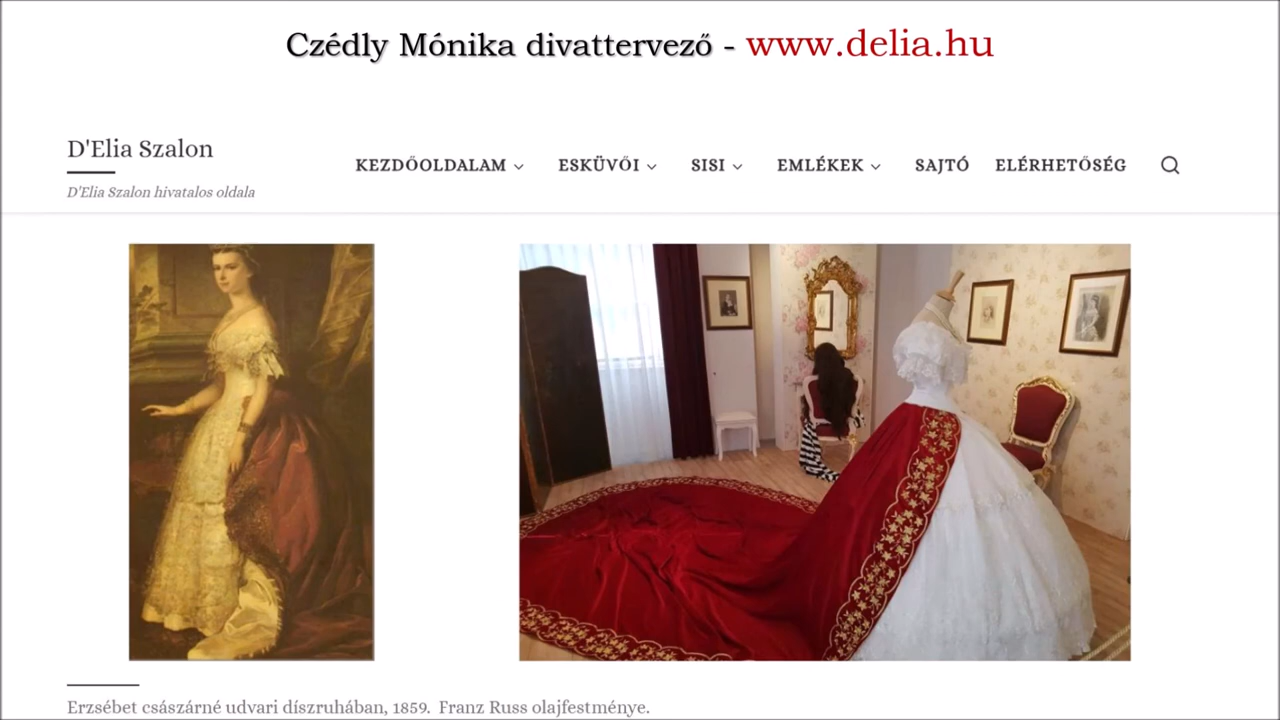 Czédly Mónika divattervező - www.delia.hu
D'Elia Szalon
D'Elia Szalon hivatalos oldala
KEZDŐOLDALAM ESKÜVŐI SISI EMLÉKEK SAJTÓ ELÉRHETŐSÉG
Erzsébet császárné udvari díszruhában, 1859. Franz Russ olajfestménye.